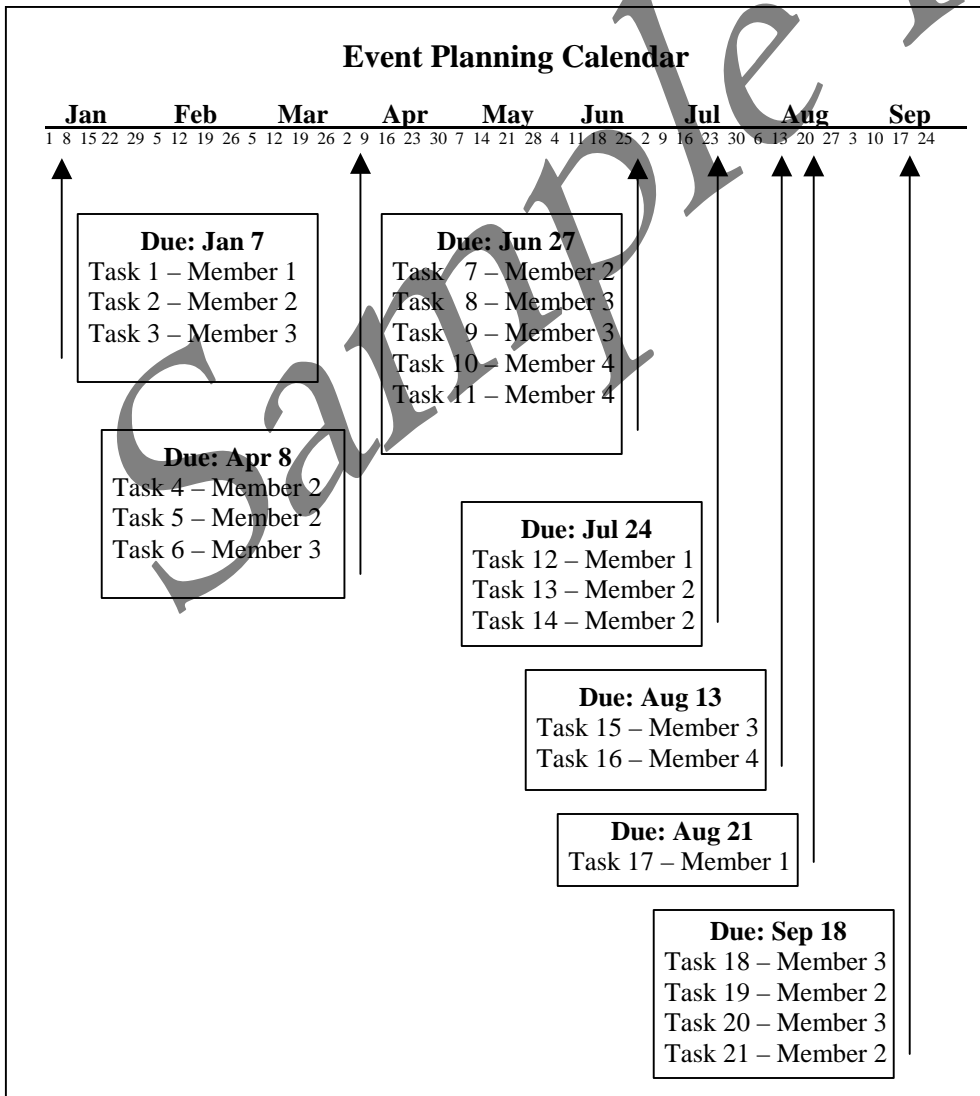 Event Planning Calendar
Jan Feb Mar Apr May Jun Jul Aug Sep
1 8 15 22 29 5 12 19 26 5 12 19 26 2 9 16 23 30 7 14 21 28 4 11 18 25 2 9 16 23 30 6 13 20 27 3 10 17 24
Due: Jan 7
Task 1 – Member 1
Task 2 – Member 2
Task 3 – Member 3
Due: Jun 27
Task 7 – Member 2
Task 8 – Member 3
Task 9 – Member 3
Task 10 – Member 4
Task 11 – Member 4
Due: Apr 8
Task 4 – Member 2
Task 5 – Member 2
Task 6 – Member 3
Due: Jul 24
Task 12 – Member 1
Task 13 – Member 2
Task 14 – Member 2
Due: Aug 13
Task 15 – Member 3
Task 16 – Member 4
Due: Aug 21
Task 17 – Member 1
Due: Sep 18
Task 18 – Member 3
Task 19 – Member 2
Task 20 – Member 3
Task 21 – Member 2
Sample